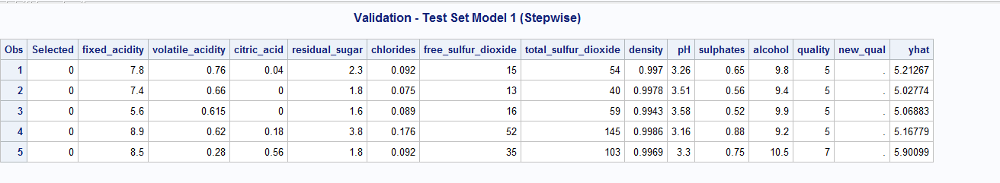 Validation - Test Set Model 1 (Stepwise)
Obs Selected fixed_acidity volatile_acidity citric_acid residual_sugar chlorides free_sulfur_dioxide total_sulfur_dioxide density pH sulphates alcohol quality new_qual yhat
1 0 7.8 0.76 0.04 2.3 0.092 15 54 0.997 3.26 0.65 9.8 5 . 5.21267
2 0 7.4 0.66 0 1.8 0.075 13 40 0.9978 3.51 0.56 9.4 5 . 5.02774
3 0 5.6 0.615 0 1.6 0.089 16 59 0.9943 3.58 0.52 9.9 5 . 5.06883
4 0 8.9 0.62 0.18 3.8 0.176 52 145 0.9986 3.16 0.88 9.2 5 . 5.16779
5 0 8.5 0.28 0.56 1.8 0.092 35 103 0.9969 3.3 0.75 10.5 7 . 5.90099